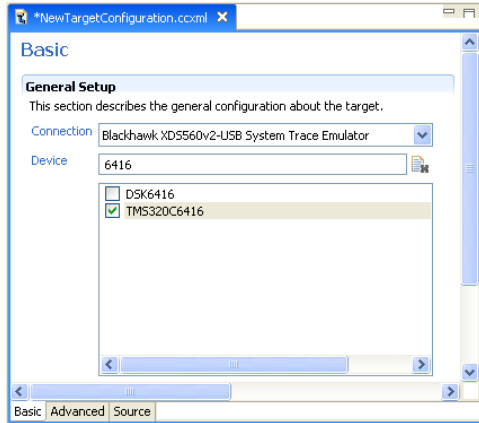 *NewTargetConfiguration.ccxml
Basic
General Setup
This section describes the general configuration about the target.
Connection Blackhawk XDS560v2-USB System Trace Emulator
Device 6416
DSK6416
TMS320C6416
Basic Advanced Source